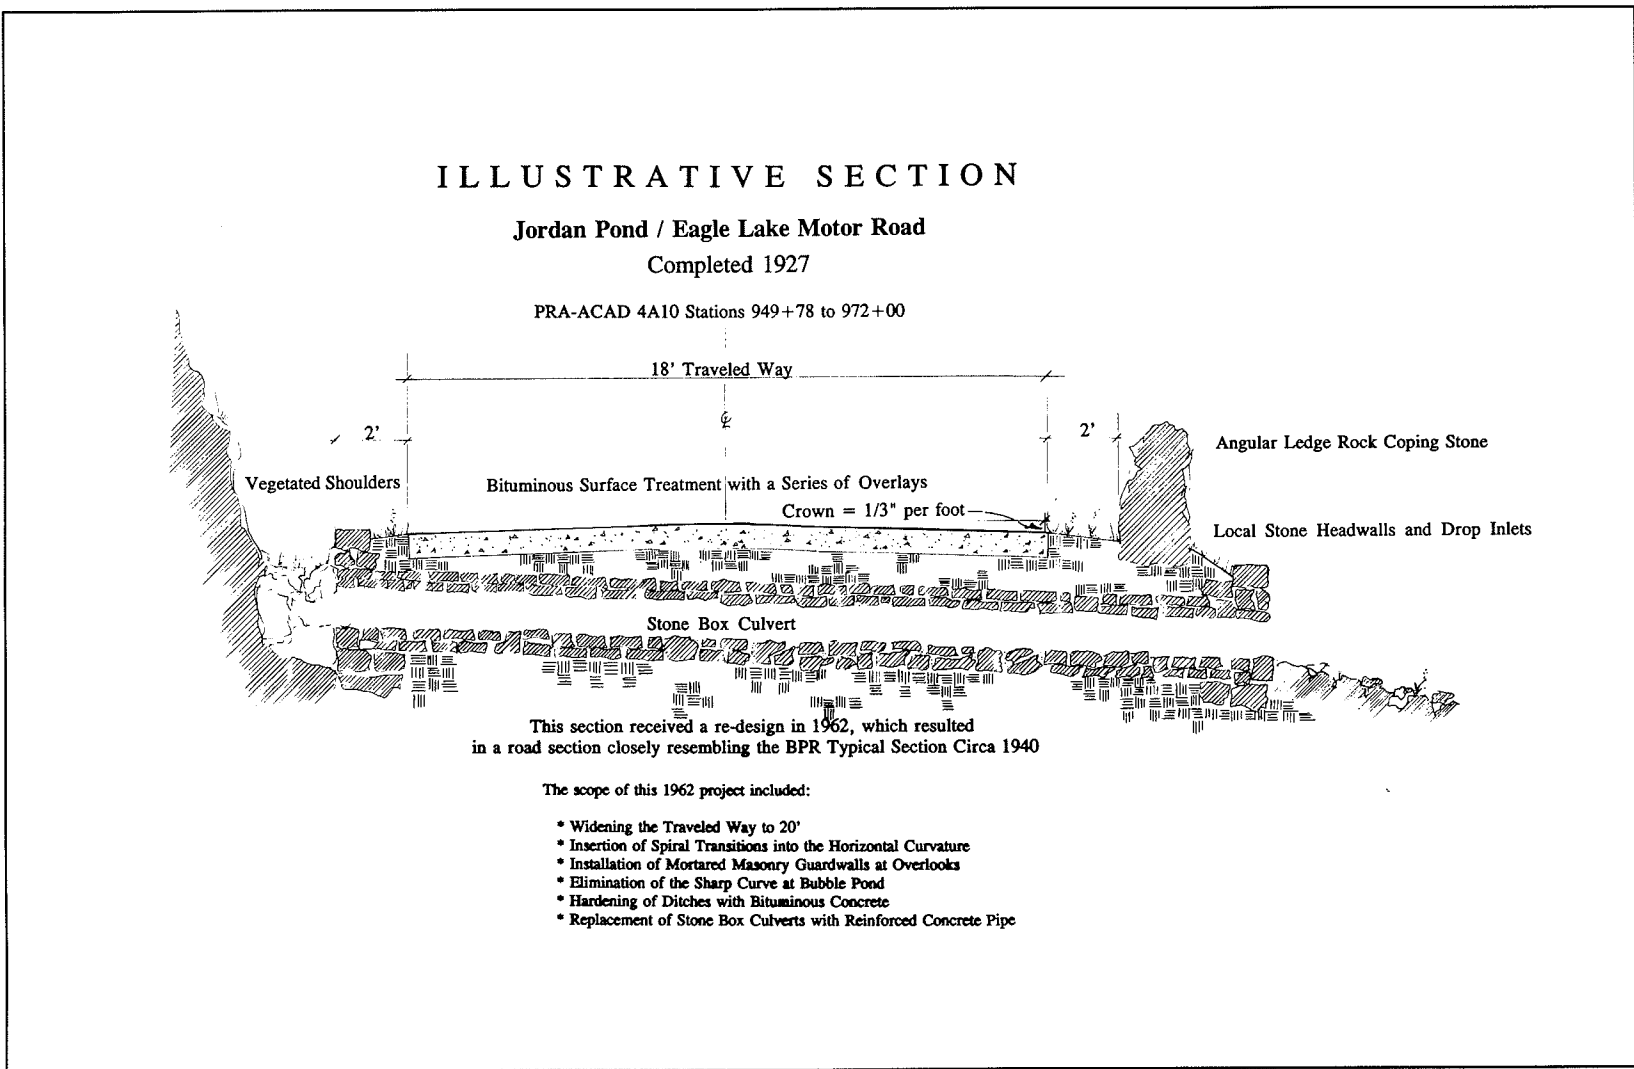 ILLUSTRATIVE SECTION
Jordan Pond / Eagle Lake Motor Road
Completed 1927
PRA-ACAD 4A10 Stations 949+78 to 972+00
18' Traveled Way
℄
2'
2'
Angular Ledge Rock Coping Stone
Vegetated Shoulders
Bituminous Surface Treatment with a Series of Overlays
Crown = 1/3" per foot
Local Stone Headwalls and Drop Inlets
Stone Box Culvert
This section received a re-design in 1962, which resulted
in a road section closely resembling the BPR Typical Section Circa 1940
The scope of this 1962 project included:
* Widening the Traveled Way to 20'
* Insertion of Spiral Transitions into the Horizontal Curvature
* Installation of Mortared Masonry Guardwalls at Overlooks
* Elimination of the Sharp Curve at Bubble Pond
* Hardening of Ditches with Bituminous Concrete
* Replacement of Stone Box Culverts with Reinforced Concrete Pipe